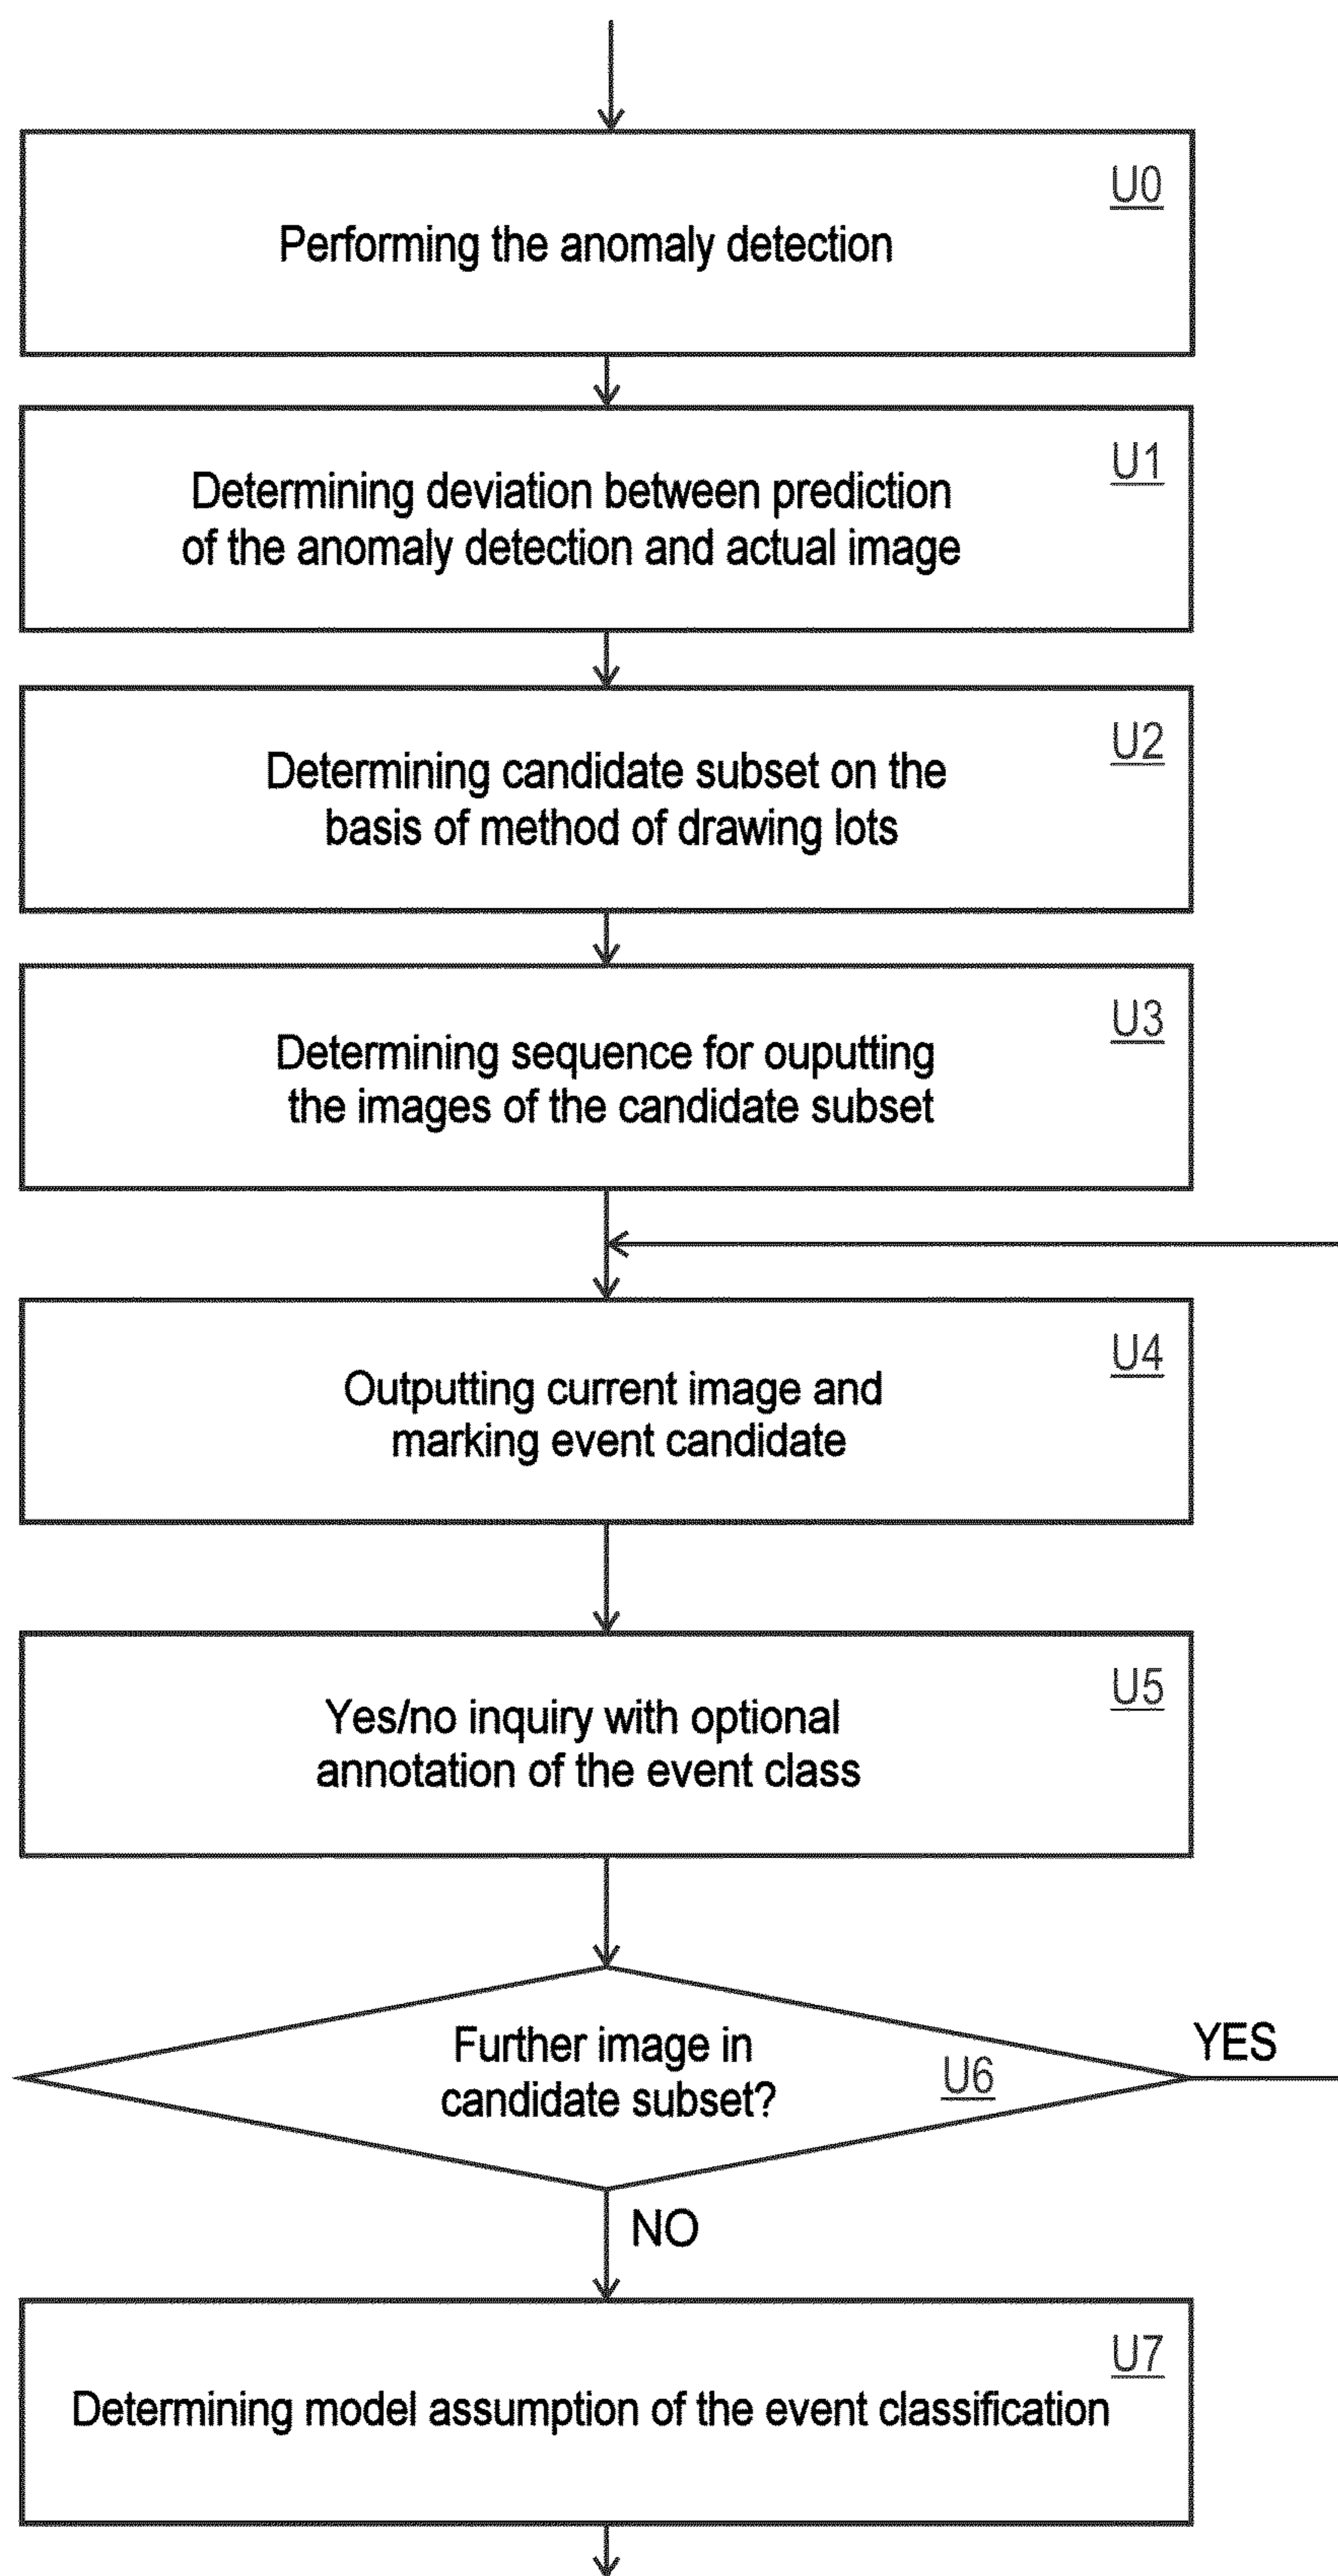 U0
Performing the anomaly detection
U1
Determining deviation between prediction
of the anomaly detection and actual image
U2
Determining candidate subset on the
basis of method of drawing lots
U3
Determining sequence for ouputting
the images of the candidate subset
U4
Outputting current image and
marking event candidate
U5
Yes/no inquiry with optional
annotation of the event class
Further image in
candidate subset?
U6
YES
NO
U7
Determining model assumption of the event classification